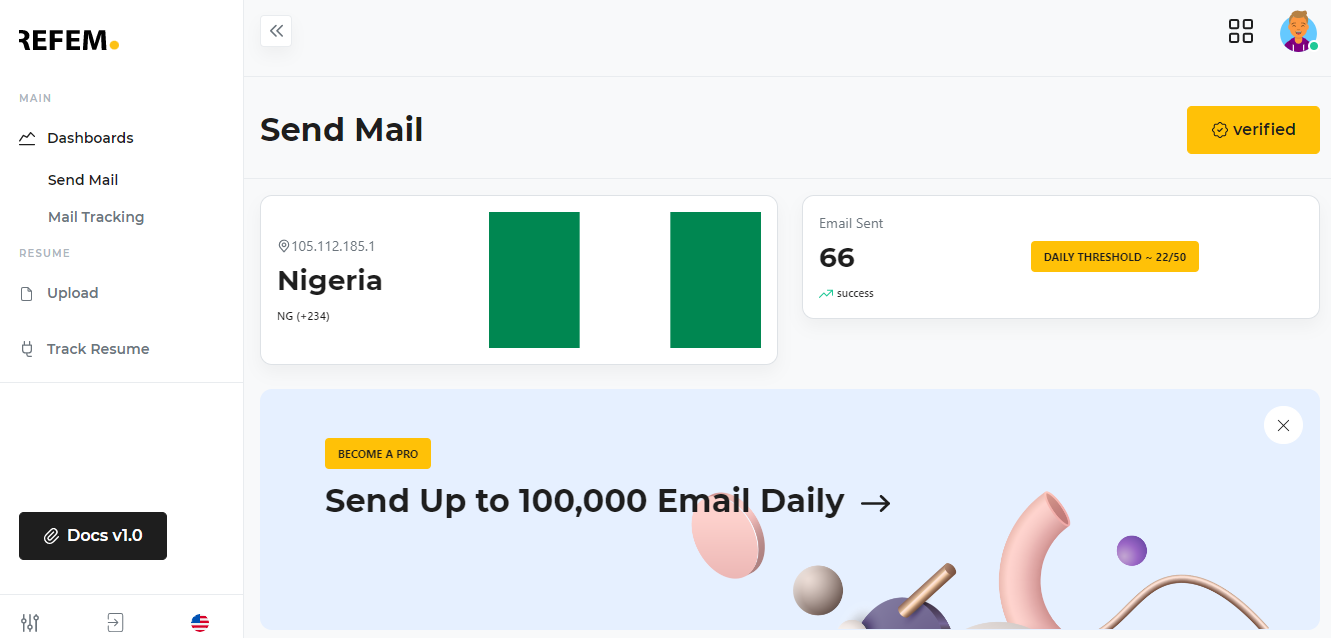 REFEM.
MAIN
Dashboards
Send Mail
Mail Tracking
RESUME
Upload
Track Resume
Docs v1.0
Send Mail
verified
105.112.185.1
Nigeria
NG (+234)
Email Sent
66
success
DAILY THRESHOLD ~ 22/50
BECOME A PRO
Send Up to 100,000 Email Daily →